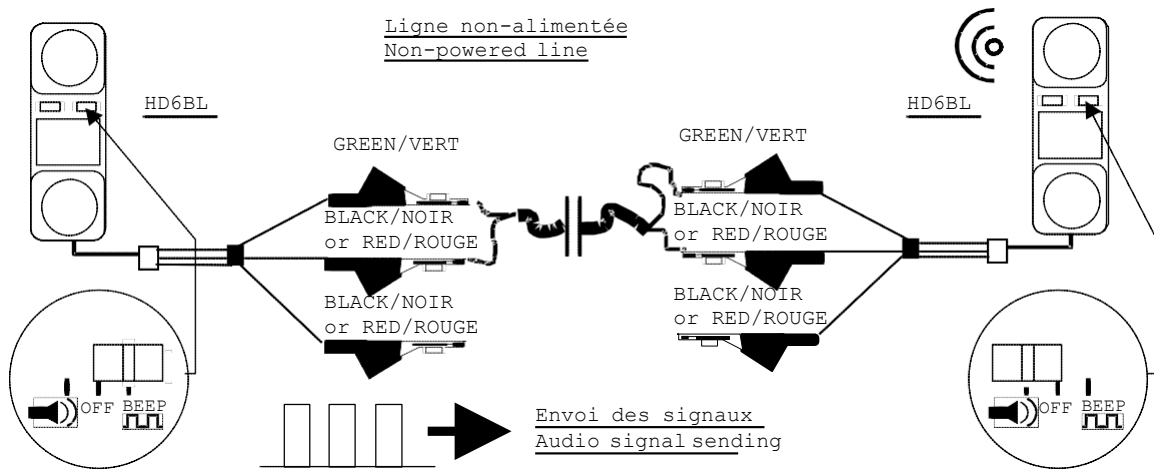 Ligne non-alimentée
Non-powered line
HD6BL
HD6BL
GREEN/VERT
GREEN/VERT
BLACK/NOIR
or RED/ROUGE
BLACK/NOIR
or RED/ROUGE
BLACK/NOIR
or RED/ROUGE
BLACK/NOIR
or RED/ROUGE
OFF BEEP
OFF BEEP
Envoi des signaux
Audio signal sending